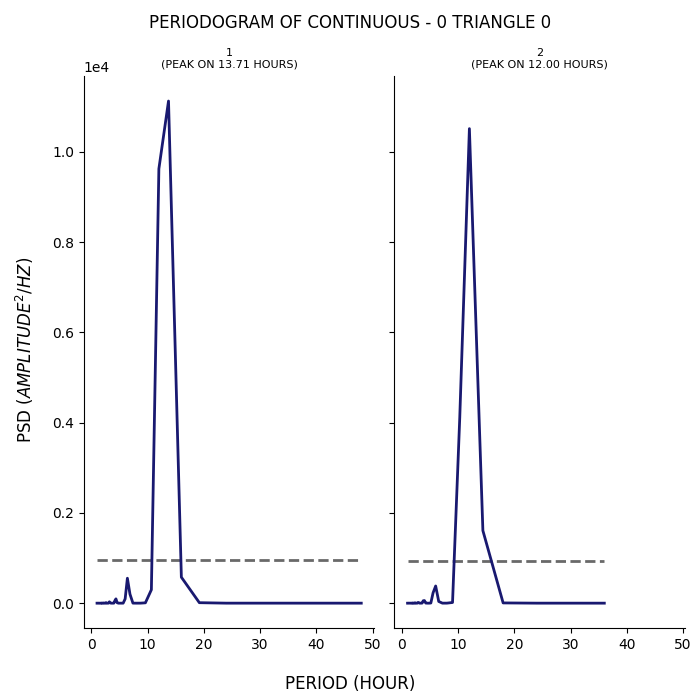 PERIODOGRAM OF CONTINUOUS - 0 TRIANGLE 0
1
(PEAK ON 13.71 HOURS)
2
(PEAK ON 12.00 HOURS)
1e4
1.0
0.8
0.6
0.4
0.2
0.0
PSD (AMPLITUDE²/HZ)
0 10 20 30 40 50
0 10 20 30 40 50
PERIOD (HOUR)